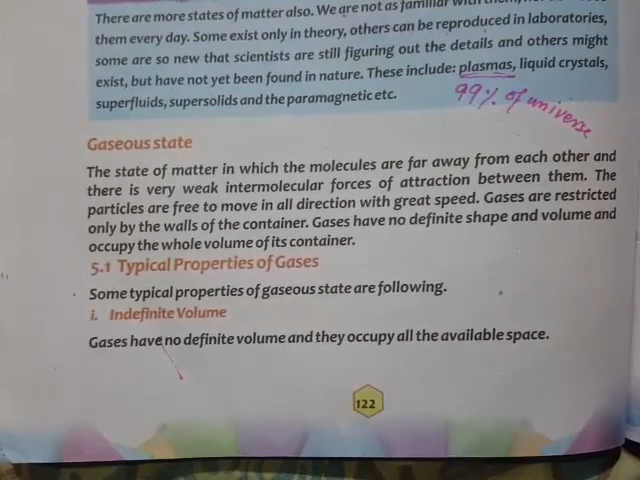 There are more states of matter also. We are not as familiar with
them every day. Some exist only in theory, others can be reproduced in laboratories,
some are so new that scientists are still figuring out the details and others might
exist, but have not yet been found in nature. These include: plasmas, liquid crystals,
superfluids, supersolids and the paramagnetic etc.
99% of universe
Gaseous state
The state of matter in which the molecules are far away from each other and
there is very weak intermolecular forces of attraction between them. The
particles are free to move in all direction with great speed. Gases are restricted
only by the walls of the container. Gases have no definite shape and volume and
occupy the whole volume of its container.
5.1 Typical Properties of Gases
Some typical properties of gaseous state are following.
i. Indefinite Volume
Gases have no definite volume and they occupy all the available space.
122